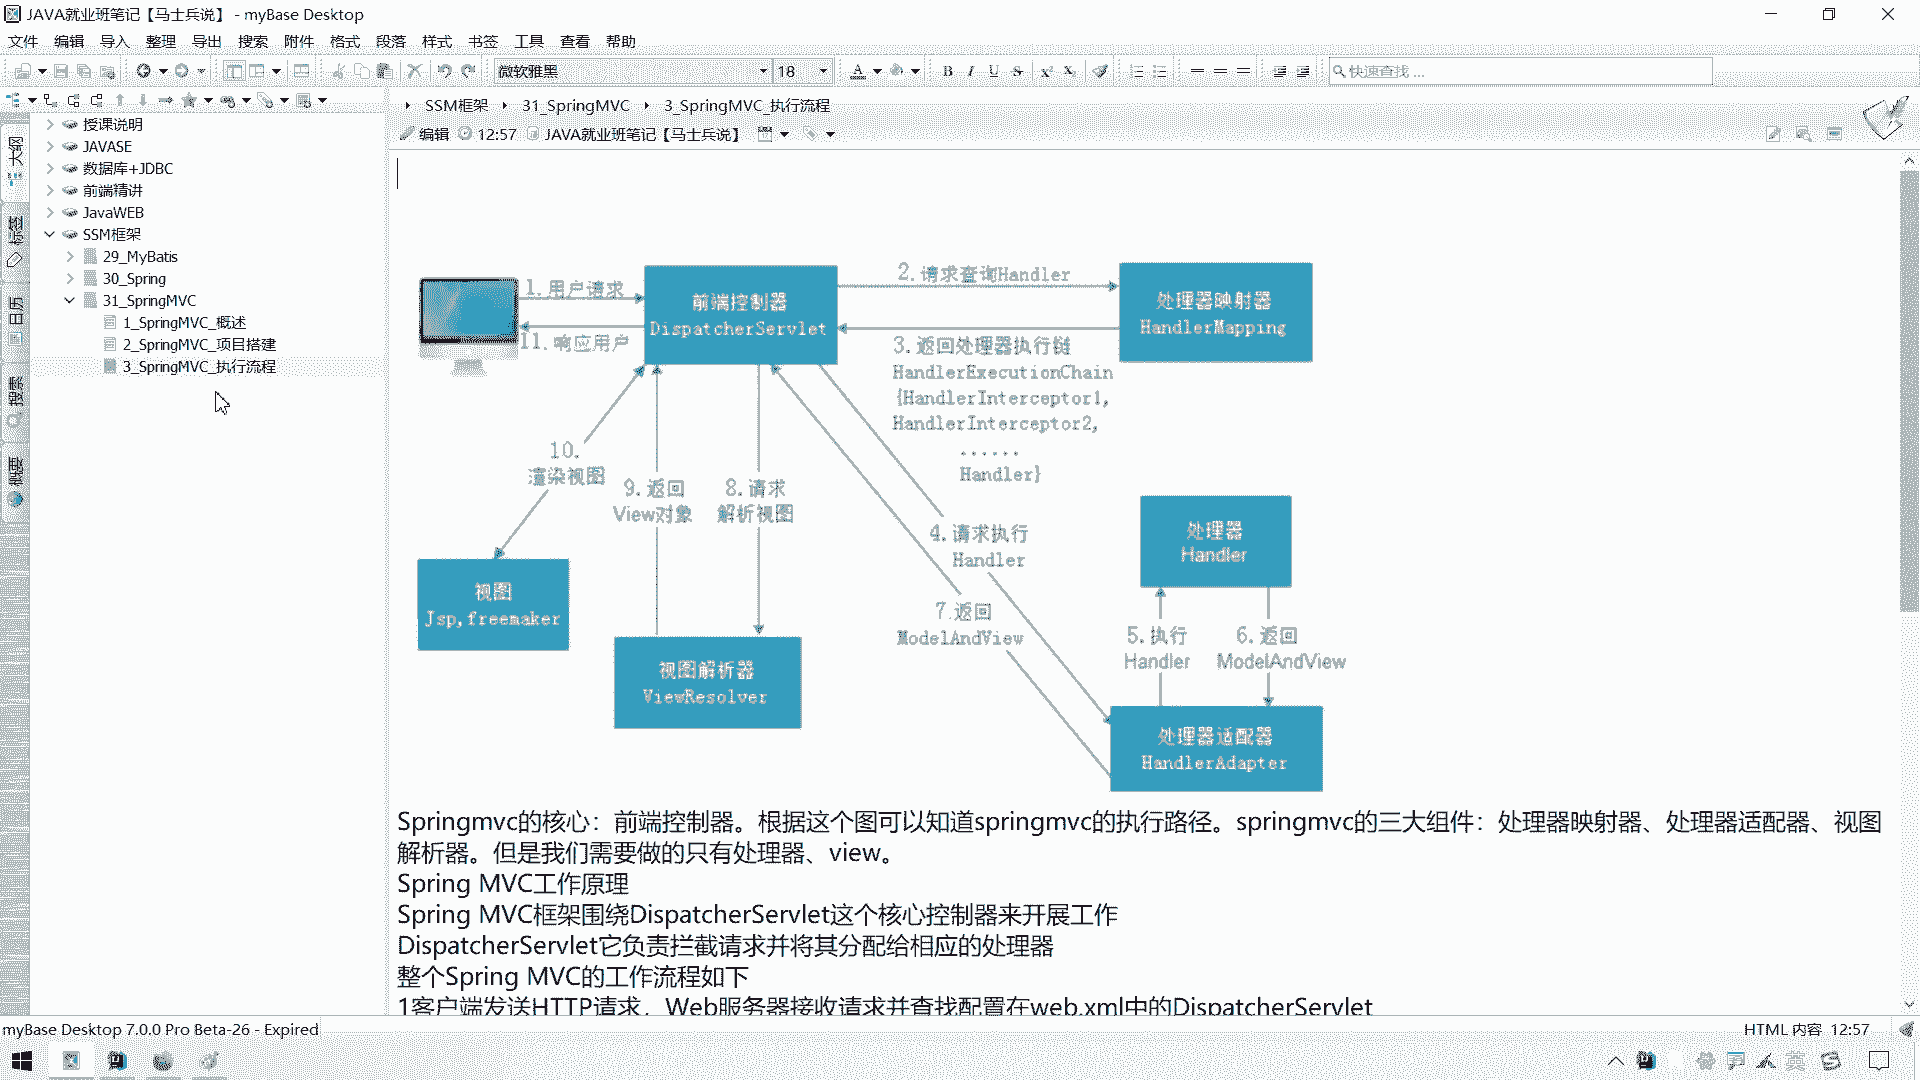 JAVA就业班笔记【马士兵说】 - myBase Desktop
文件 编辑 导入 整理 导出 搜索 附件 格式 段落 样式 书签 工具 查看 帮助
微软雅黑 18 快速查找 ...
SSM框架 31_SpringMVC 3_SpringMVC_执行流程
编辑 12:57 JAVA就业班笔记【马士兵说】
大纲
标签
日历
搜索
概要
授课说明
JAVASE
数据库+JDBC
前端精讲
JavaWEB
SSM框架
29_MyBatis
30_Spring
31_SpringMVC
1_SpringMVC_概述
2_SpringMVC_项目搭建
3_SpringMVC_执行流程
1.用户请求
11.响应用户
前端控制器
DispatcherServlet
2.请求查询Handler
处理器映射器
HandlerMapping
3.返回处理器执行链
HandlerExecutionChain
{HandlerInterceptor1,
HandlerInterceptor2,
......
Handler}
10.
渲染视图
9.返回
View对象
8.请求
解析视图
4.请求执行
Handler
处理器
Handler
视图
Jsp,freemaker
7.返回
ModelAndView
5.执行
Handler
6.返回
ModelAndView
视图解析器
ViewResolver
处理器适配器
HandlerAdapter
Springmvc的核心：前端控制器。根据这个图可以知道springmvc的执行路径。springmvc的三大组件：处理器映射器、处理器适配器、视图
解析器。但是我们需要做的只有处理器、view。
Spring MVC工作原理
Spring MVC框架围绕DispatcherServlet这个核心控制器来开展工作
DispatcherServlet它负责拦截请求并将其分配给相应的处理器
整个Spring MVC的工作流程如下
1客户端发送HTTP请求，Web服务器接收请求并查找配置在web.xml中的DispatcherServlet
myBase Desktop 7.0.0 Pro Beta-26 - Expired
HTML 内容 12:57
英